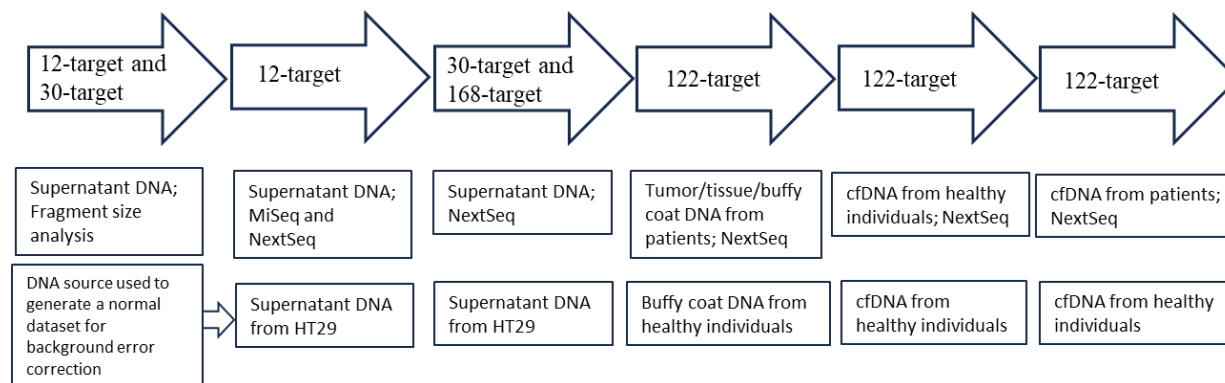 12-target and
30-target
12-target
30-target and
168-target
122-target
122-target
122-target
Supernatant DNA;
Fragment size
analysis
Supernatant DNA;
MiSeq and
NextSeq
Supernatant DNA;
NextSeq
Tumor/tissue/buffy
coat DNA from
patients; NextSeq
cfDNA from healthy
individuals; NextSeq
cfDNA from patients;
NextSeq
DNA source used to
generate a normal
dataset for
background error
correction
Supernatant DNA
from HT29
Supernatant DNA
from HT29
Buffy coat DNA from
healthy individuals
cfDNA from
healthy individuals
cfDNA from healthy
individuals